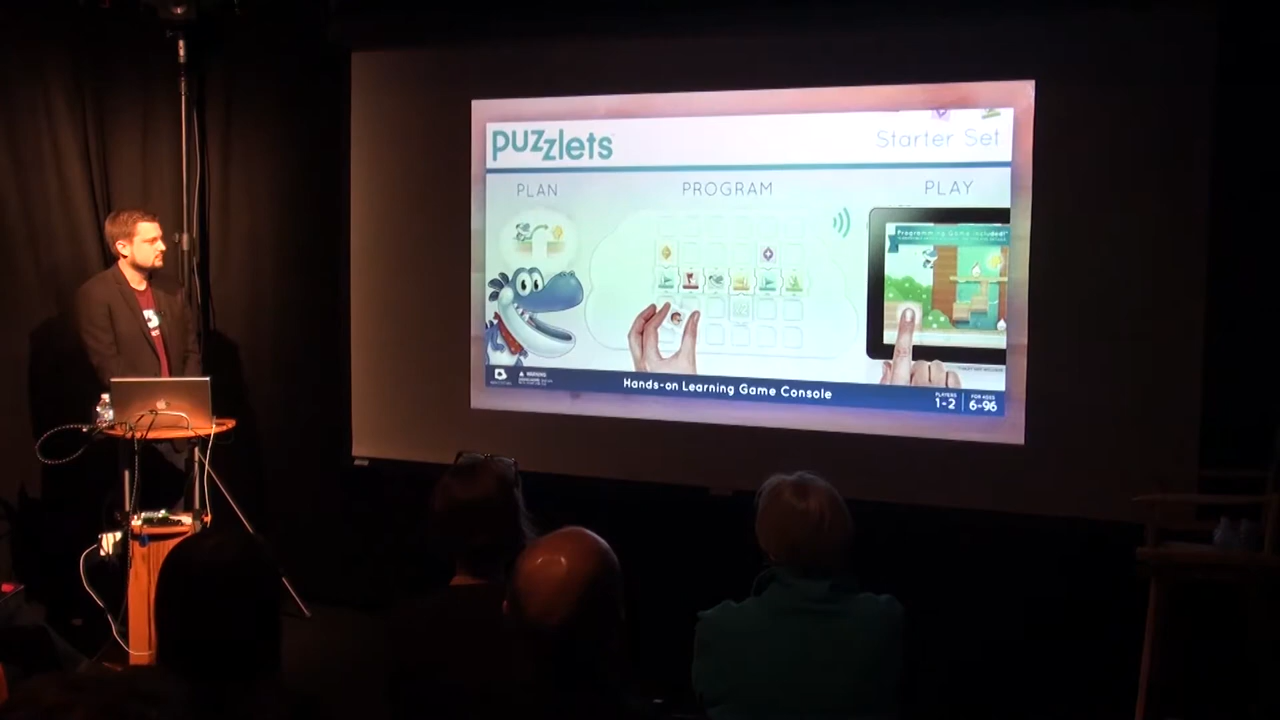 puzzlets
Starter Set
PLAN
PROGRAM
PLAY
Programming Game Included!
WARNING
Hands-on Learning Game Console
PLAYERS
1-2
FOR AGES
6-96